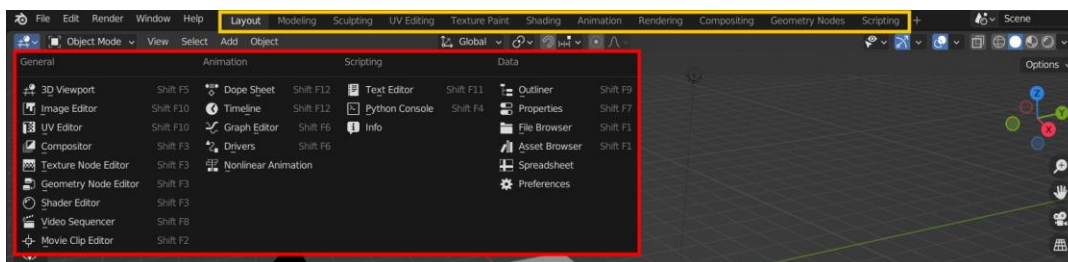 File Edit Render Window Help Layout Modeling Sculpting UV Editing Texture Paint Shading Animation Rendering Compositing Geometry Nodes Scripting + Scene
Object Mode View Select Add Object Global
Options
General Animation Scripting Data
3D Viewport Shift F5 Dope Sheet Shift F12 Text Editor Shift F11 Outliner Shift F9
Image Editor Shift F10 Timeline Shift F12 Python Console Shift F4 Properties Shift F7
UV Editor Shift F10 Graph Editor Shift F6 Info File Browser Shift F1
Compositor Shift F3 Drivers Shift F6 Asset Browser Shift F1
Texture Node Editor Shift F3 Nonlinear Animation Spreadsheet
Geometry Node Editor Shift F3 Preferences
Shader Editor Shift F3
Video Sequencer Shift F8
Movie Clip Editor Shift F2
Z
Y
X